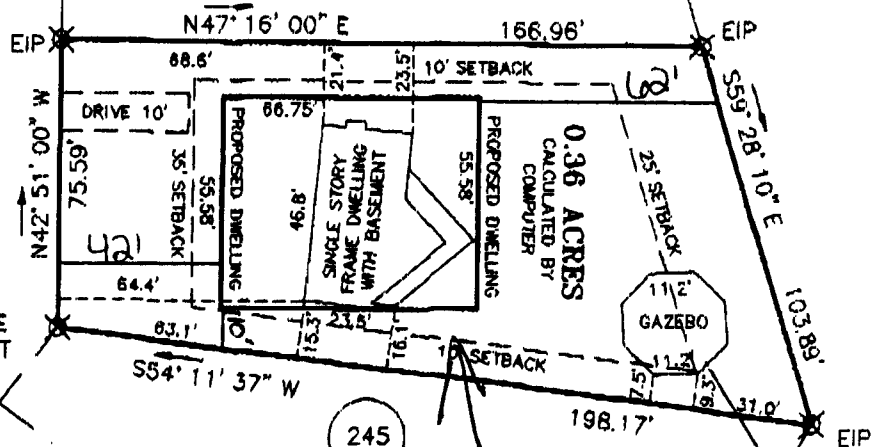 N47° 16' 00" E
166.96'
EIP
EIP
68.6'
21.4'
23.5'
10' SETBACK
62'
S59° 28' 10" E
DRIVE 10'
66.75'
N42° 51' 00" W
75.59'
35' SETBACK
55.58'
PROPOSED DWELLING
46.8'
SINGLE STORY
FRAME DWELLING
WITH BASEMENT
55.58'
PROPOSED DWELLING
0.36 ACRES
CALCULATED BY
COMPUTER
25' SETBACK
42'
64.4'
11.2'
GAZEBO
11.2'
103.89'
63.1'
10'
15.3'
23.5'
16.1'
10' SETBACK
7.5'
9.3'
31.0'
S54° 11' 37" W
198.17'
EIP
245